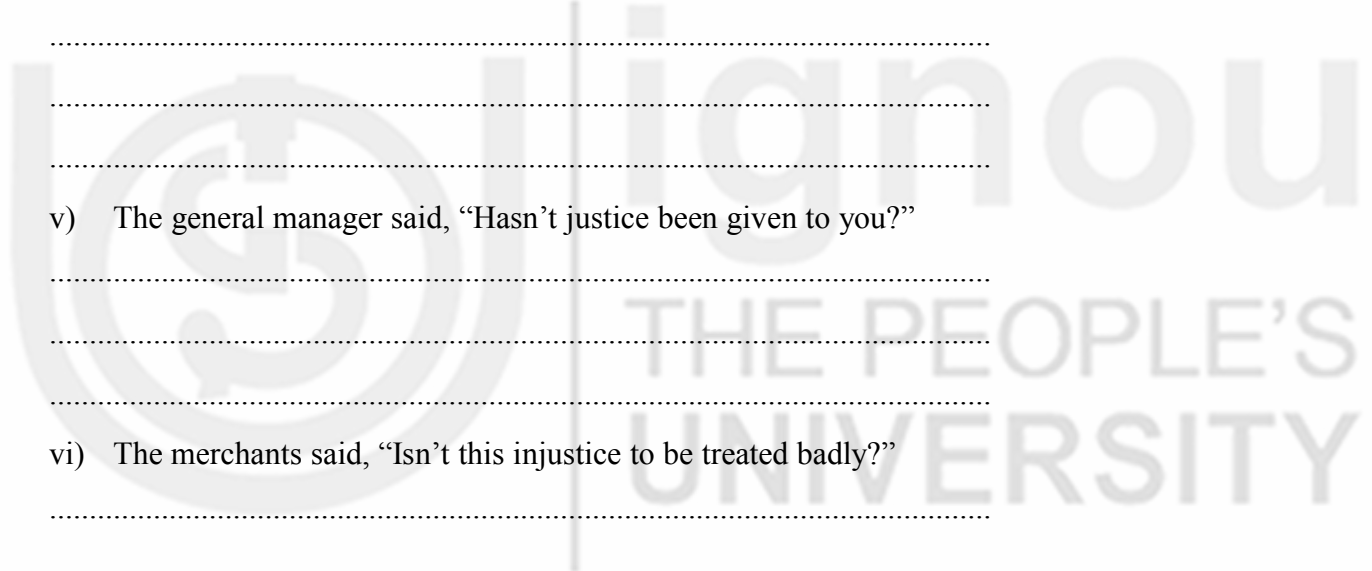 ignou
....................................................................................................................
....................................................................................................................
....................................................................................................................
v) The general manager said, “Hasn’t justice been given to you?”
....................................................................................................................
THE PEOPLE’S
....................................................................................................................
....................................................................................................................
UNIVERSITY
vi) The merchants said, “Isn’t this injustice to be treated badly?”
....................................................................................................................